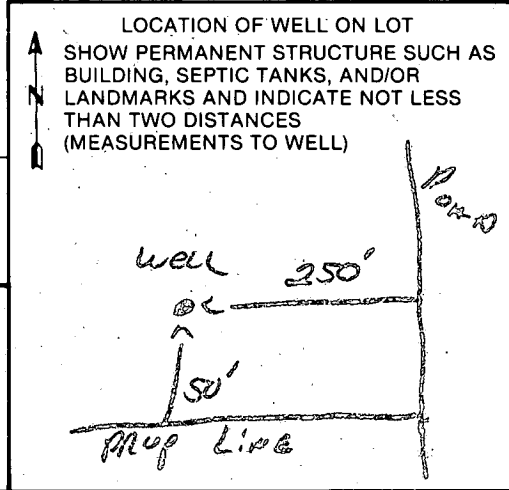 LOCATION OF WELL ON LOT
SHOW PERMANENT STRUCTURE SUCH AS
BUILDING, SEPTIC TANKS, AND/OR
N LANDMARKS AND INDICATE NOT LESS
THAN TWO DISTANCES
(MEASUREMENTS TO WELL)
Road
Well
250'
50'
Prop Line